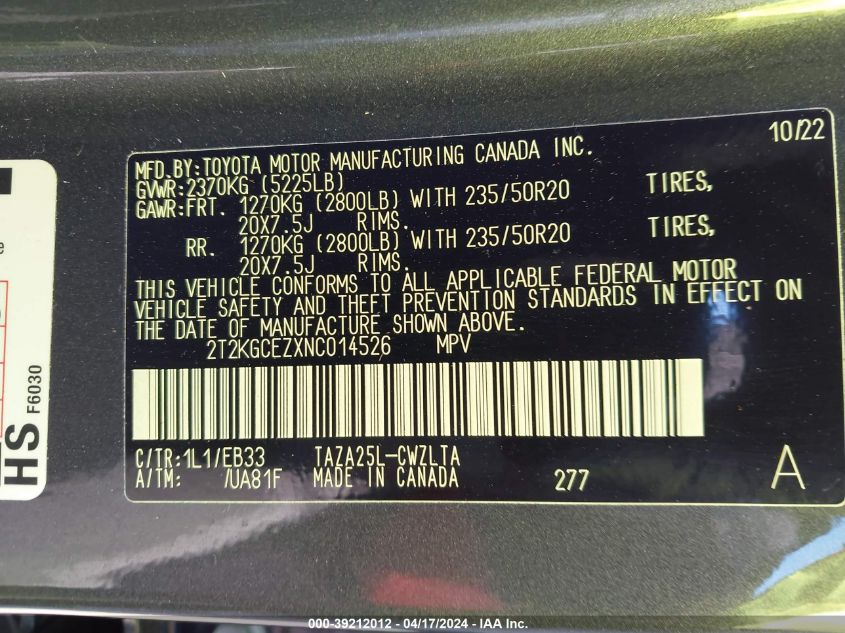 10/22
MFD.BY:TOYOTA MOTOR MANUFACTURING CANADA INC.
GVWR:2370KG (5225LB)
GAWR:FRT. 1270KG (2800LB) WITH 235/50R20 TIRES,
20X7.5J RIMS.
RR. 1270KG (2800LB) WITH 235/50R20 TIRES,
20X7.5J RIMS.
THIS VEHICLE CONFORMS TO ALL APPLICABLE FEDERAL MOTOR
VEHICLE SAFETY AND THEFT PREVENTION STANDARDS IN EFFECT ON
THE DATE OF MANUFACTURE SHOWN ABOVE.
2T2KGCEZXNC014526 MPV
C/TR:1L1/EB33 TAZA25L-CWZLTA
A/TM: /UA81F MADE IN CANADA 277 A
HS F6030
000-39212012 - 04/17/2024 - IAA Inc.